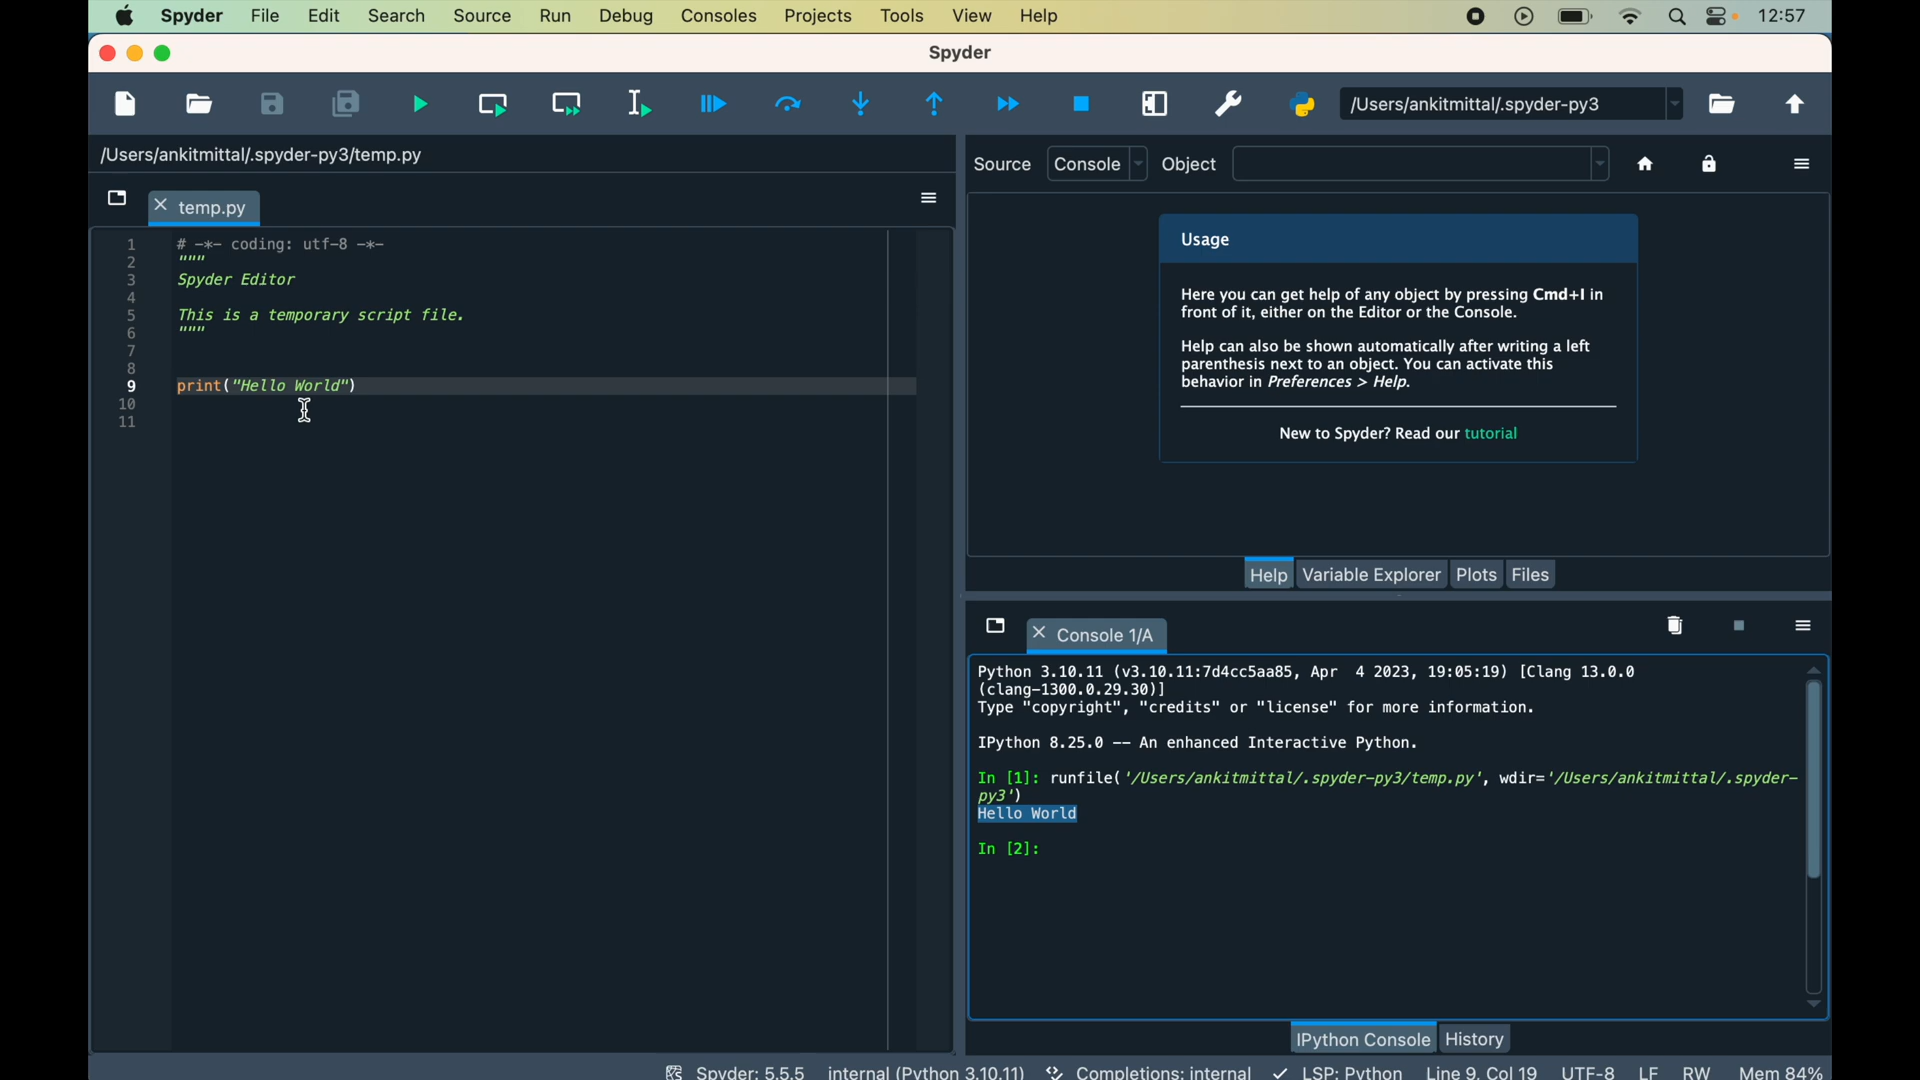 Spyder File Edit Search Source Run Debug Consoles Projects Tools View Help 12:57
Spyder
/Users/ankitmittal/.spyder-py3
/Users/ankitmittal/.spyder-py3/temp.py
Source Console Object
temp.py
1 # -*- coding: utf-8 -*-
2 """
3 Spyder Editor
4
5 This is a temporary script file.
6 """
7
8
9 print("Hello World")
10
11
Usage
Here you can get help of any object by pressing Cmd+I in
front of it, either on the Editor or the Console.
Help can also be shown automatically after writing a left
parenthesis next to an object. You can activate this
behavior in Preferences > Help.
New to Spyder? Read our tutorial
Help Variable Explorer Plots Files
Console 1/A
Python 3.10.11 (v3.10.11:7d4cc5aa85, Apr  4 2023, 19:05:19) [Clang 13.0.0
(clang-1300.0.29.30)]
Type "copyright", "credits" or "license" for more information.
IPython 8.25.0 -- An enhanced Interactive Python.
In [1]: runfile('/Users/ankitmittal/.spyder-py3/temp.py', wdir='/Users/ankitmittal/.spyder-
py3')
Hello World
In [2]:
IPython Console History
Spyder: 5.5.5 internal (Python 3.10.11) Completions: internal LSP: Python Line 9, Col 19 UTF-8 LF RW Mem 84%